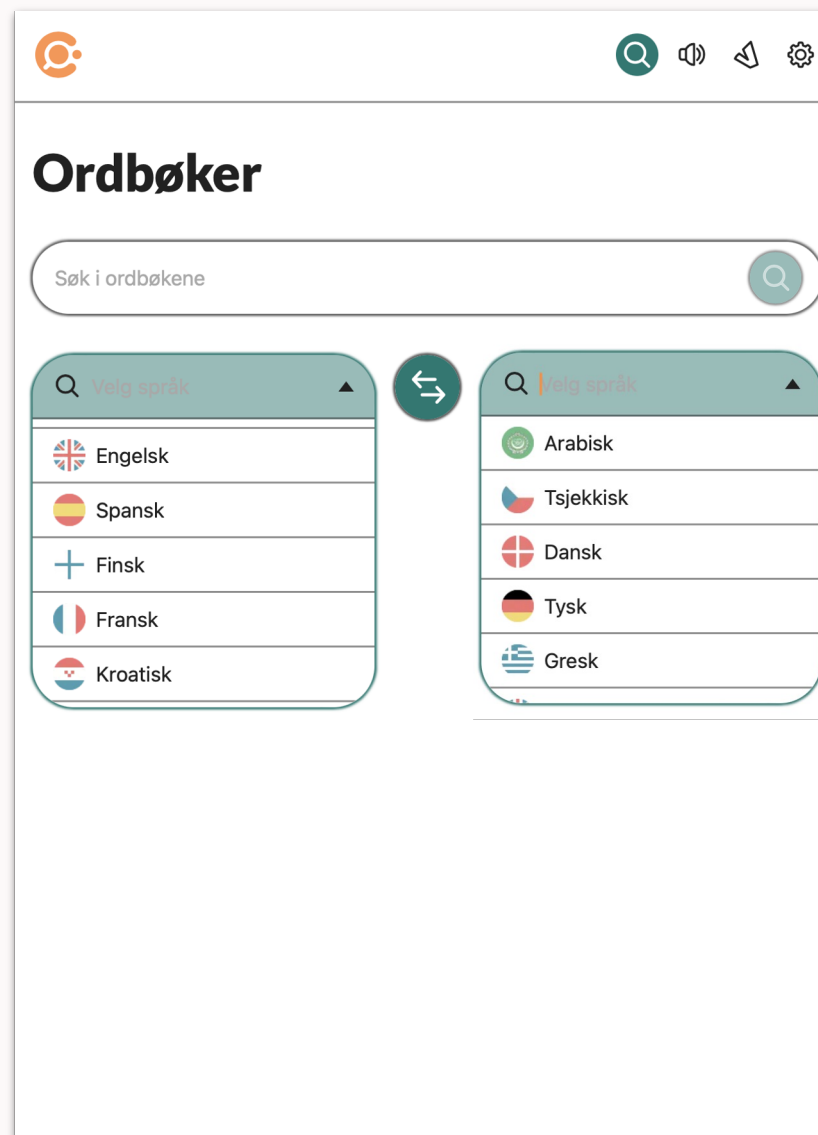 Ordbøker
Søk i ordbøkene
Velg språk
Engelsk
Spansk
Finsk
Fransk
Kroatisk
Velg språk
Arabisk
Tsjekkisk
Dansk
Tysk
Gresk